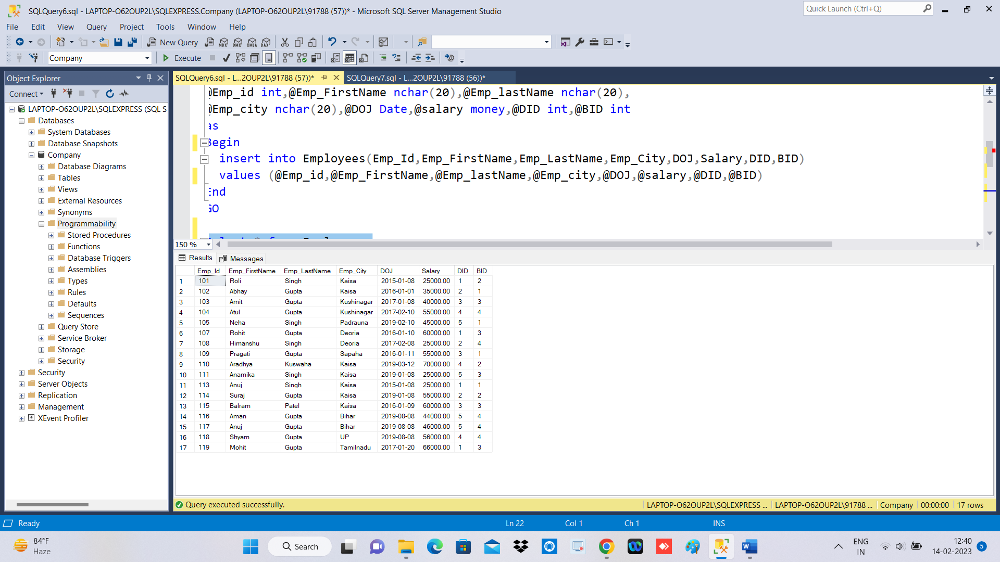 SQLQuery6.sql - LAPTOP-O62OUP2L\SQLEXPRESS.Company (LAPTOP-O62OUP2L\91788 (57))* - Microsoft SQL Server Management Studio
Quick Launch (Ctrl+Q)
File Edit View Query Project Tools Window Help
New Query MDX DMX XMLA DAX
Company Execute
Object Explorer
Connect
LAPTOP-O62OUP2L\SQLEXPRESS (SQL S
Databases
System Databases
Database Snapshots
Company
Database Diagrams
Tables
Views
External Resources
Synonyms
Programmability
Stored Procedures
Functions
Database Triggers
Assemblies
Types
Rules
Defaults
Sequences
Query Store
Service Broker
Storage
Security
Security
Server Objects
Replication
Management
XEvent Profiler
SQLQuery6.sql - L...2OUP2L\91788 (57))* SQLQuery7.sql - L...2OUP2L\91788 (56))*
@Emp_id int,@Emp_FirstName nchar(20),@Emp_lastName nchar(20),
@Emp_city nchar(20),@DOJ Date,@salary money,@DID int,@BID int
as
Begin
insert into Employees(Emp_Id,Emp_FirstName,Emp_LastName,Emp_City,DOJ,Salary,DID,BID)
values (@Emp_id,@Emp_FirstName,@Emp_lastName,@Emp_city,@DOJ,@salary,@DID,@BID)
End
GO
150 %
Results Messages
Emp_Id Emp_FirstName Emp_LastName Emp_City DOJ Salary DID BID
1 101 Roli Singh Kaisa 2015-01-08 25000.00 1 2
2 102 Abhay Gupta Kaisa 2016-01-01 35000.00 2 1
3 103 Amit Gupta Kushinagar 2017-01-08 40000.00 3 3
4 104 Atul Gupta Kushinagar 2017-02-10 55000.00 4 4
5 105 Neha Singh Padrauna 2019-02-10 45000.00 5 1
6 107 Rohit Gupta Deoria 2016-01-10 60000.00 1 3
7 108 Himanshu Singh Deoria 2017-02-08 25000.00 2 4
8 109 Pragati Gupta Sapaha 2016-01-11 55000.00 3 1
9 110 Aradhya Kuswaha Kaisa 2019-03-12 70000.00 4 2
10 111 Anamika Singh Kaisa 2019-01-08 25000.00 5 3
11 113 Anuj Singh Kaisa 2015-01-08 25000.00 1 1
12 114 Suraj Gupta Kaisa 2019-01-08 55000.00 2 2
13 115 Balram Patel Kaisa 2016-01-09 60000.00 3 3
14 116 Aman Gupta Bihar 2019-08-08 44000.00 5 4
15 117 Anuj Gupta Bihar 2019-08-08 46000.00 5 4
16 118 Shyam Gupta UP 2019-08-08 56000.00 4 4
17 119 Mohit Gupta Tamilnadu 2017-01-20 66000.00 1 3
Query executed successfully. LAPTOP-O62OUP2L\SQLEXPRESS ... LAPTOP-O62OUP2L\91788 ... Company 00:00:00 17 rows
Ready Ln 22 Col 1 Ch 1 INS
84°F
Haze
Search
ENG
IN
12:40
14-02-2023
5